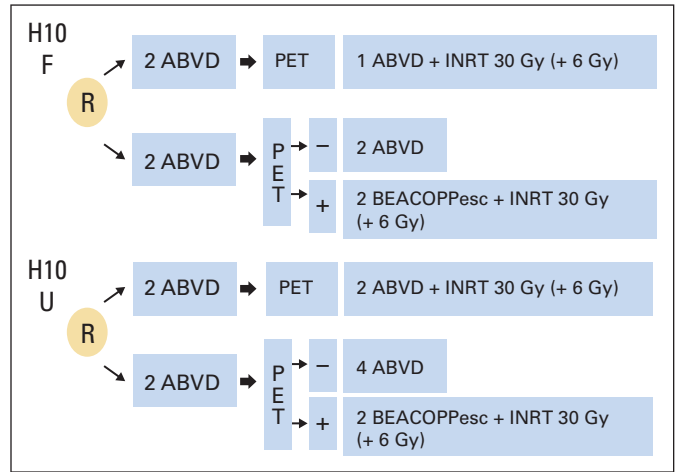 H10
F
R
2 ABVD
PET
1 ABVD + INRT 30 Gy (+ 6 Gy)
2 ABVD
PET
−
2 ABVD
+
2 BEACOPPesc + INRT 30 Gy
(+ 6 Gy)
H10
U
R
2 ABVD
PET
2 ABVD + INRT 30 Gy (+ 6 Gy)
2 ABVD
PET
−
4 ABVD
+
2 BEACOPPesc + INRT 30 Gy
(+ 6 Gy)